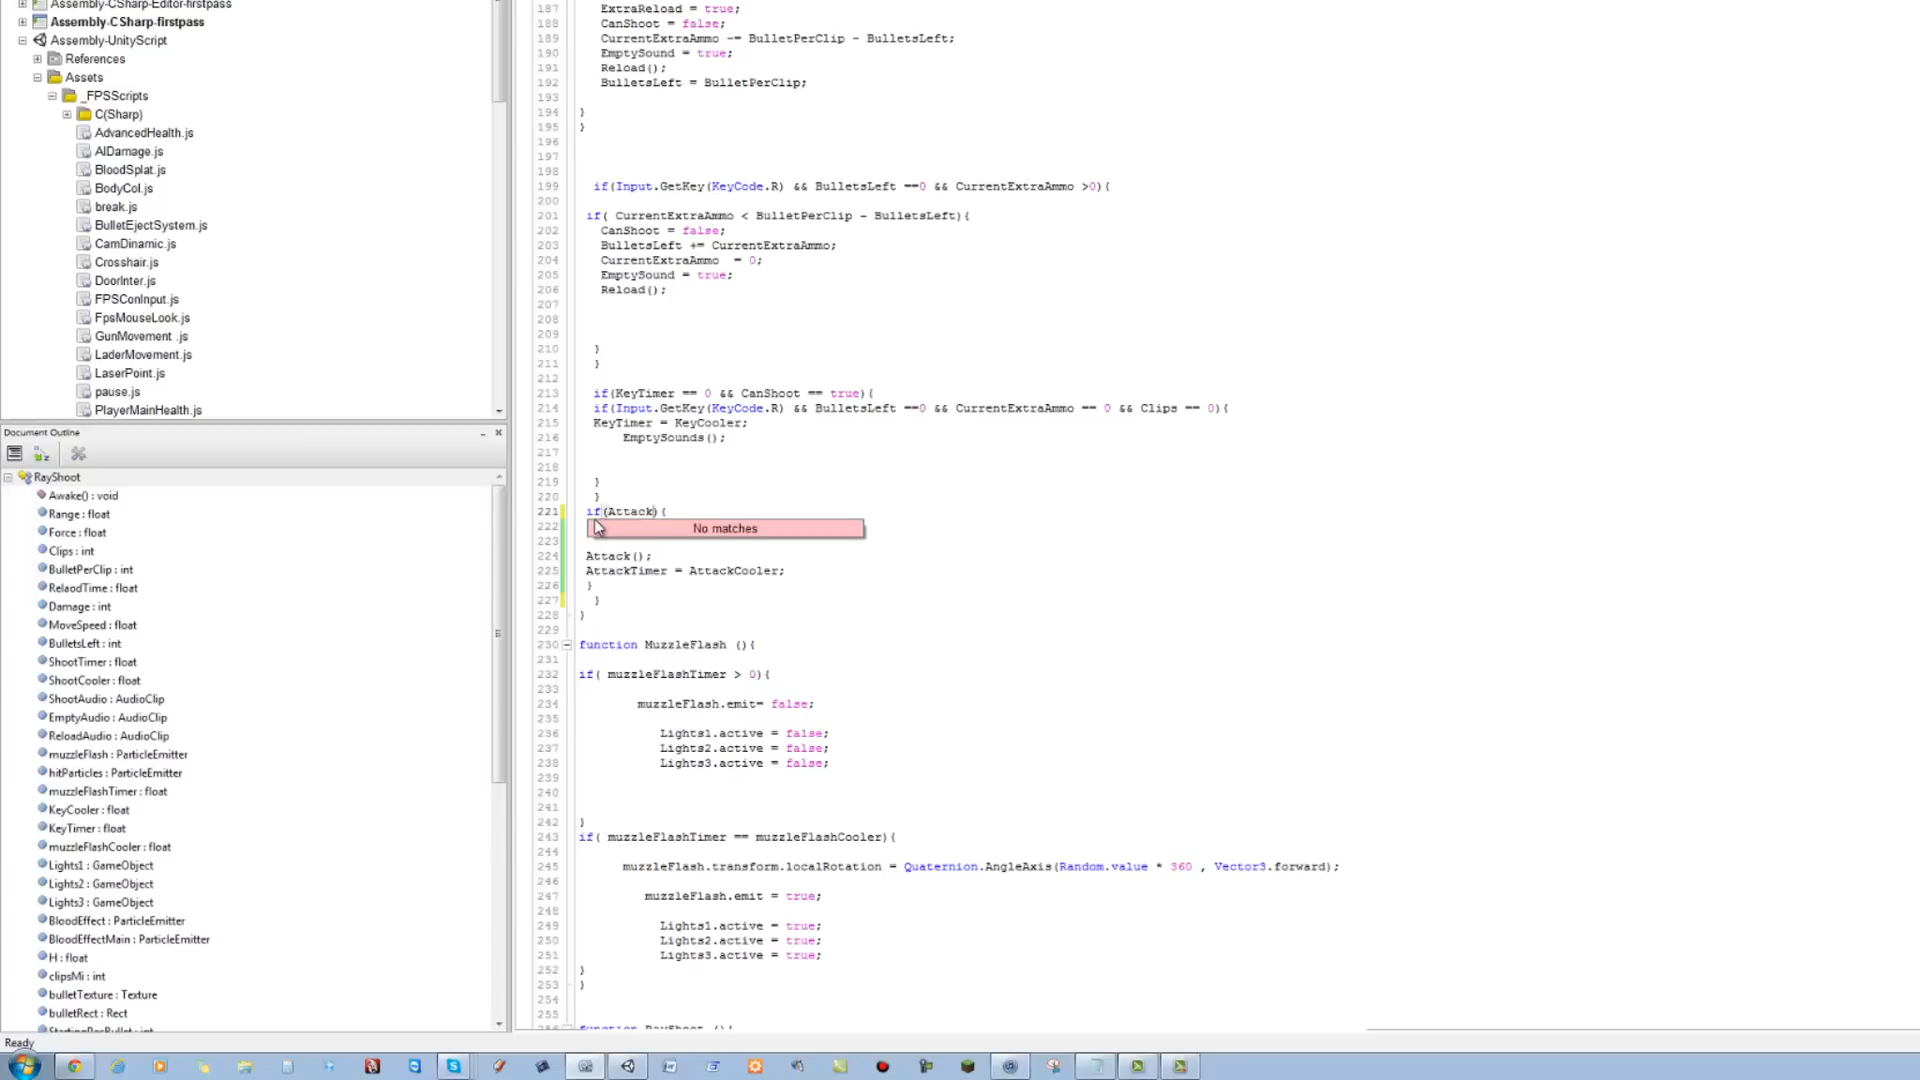 Assembly-CSharp-Editor-firstpass
Assembly-CSharp-firstpass
Assembly-UnityScript
References
Assets
_FPSScripts
C(Sharp)
AdvancedHealth.js
AIDamage.js
BloodSplat.js
BodyCol.js
break.js
BulletEjectSystem.js
CamDinamic.js
Crosshair.js
DoorInter.js
FPSConInput.js
FpsMouseLook.js
GunMovement .js
LaderMovement.js
LaserPoint.js
pause.js
PlayerMainHealth.js
Document Outline
RayShoot
Awake() : void
Range : float
Force : float
Clips : int
BulletPerClip : int
RelaodTime : float
Damage : int
MoveSpeed : float
BulletsLeft : int
ShootTimer : float
ShootCooler : float
ShootAudio : AudioClip
EmptyAudio : AudioClip
ReloadAudio : AudioClip
muzzleFlash : ParticleEmitter
hitParticles : ParticleEmitter
muzzleFlashTimer : float
KeyCooler : float
KeyTimer : float
muzzleFlashCooler : float
Lights1 : GameObject
Lights2 : GameObject
Lights3 : GameObject
BloodEffect : ParticleEmitter
BloodEffectMain : ParticleEmitter
H : float
clipsMi : int
bulletTexture : Texture
bulletRect : Rect
187 ExtraReload = true;
188 CanShoot = false;
189 CurrentExtraAmmo -= BulletPerClip - BulletsLeft;
190 EmptySound = true;
191 Reload();
192 BulletsLeft = BulletPerClip;
193
194 }
195 }
196
197
198
199 if(Input.GetKey(KeyCode.R) && BulletsLeft ==0 && CurrentExtraAmmo >0){
200
201 if( CurrentExtraAmmo < BulletPerClip - BulletsLeft){
202 CanShoot = false;
203 BulletsLeft += CurrentExtraAmmo;
204 CurrentExtraAmmo  = 0;
205 EmptySound = true;
206 Reload();
207
208
209
210 }
211 }
212
213 if(KeyTimer == 0 && CanShoot == true){
214 if(Input.GetKey(KeyCode.R) && BulletsLeft ==0 && CurrentExtraAmmo == 0 && Clips == 0){
215 KeyTimer = KeyCooler;
216 EmptySounds();
217
218
219 }
220 }
221 if(Attack){
222 No matches
223
224 Attack();
225 AttackTimer = AttackCooler;
226 }
227 }
228 }
229
230 function MuzzleFlash (){
231
232 if( muzzleFlashTimer > 0){
233
234 muzzleFlash.emit= false;
235
236 Lights1.active = false;
237 Lights2.active = false;
238 Lights3.active = false;
239
240
241
242 }
243 if( muzzleFlashTimer == muzzleFlashCooler){
244
245 muzzleFlash.transform.localRotation = Quaternion.AngleAxis(Random.value * 360 , Vector3.forward);
246
247 muzzleFlash.emit = true;
248
249 Lights1.active = true;
250 Lights2.active = true;
251 Lights3.active = true;
252 }
253 }
254
255
Ready